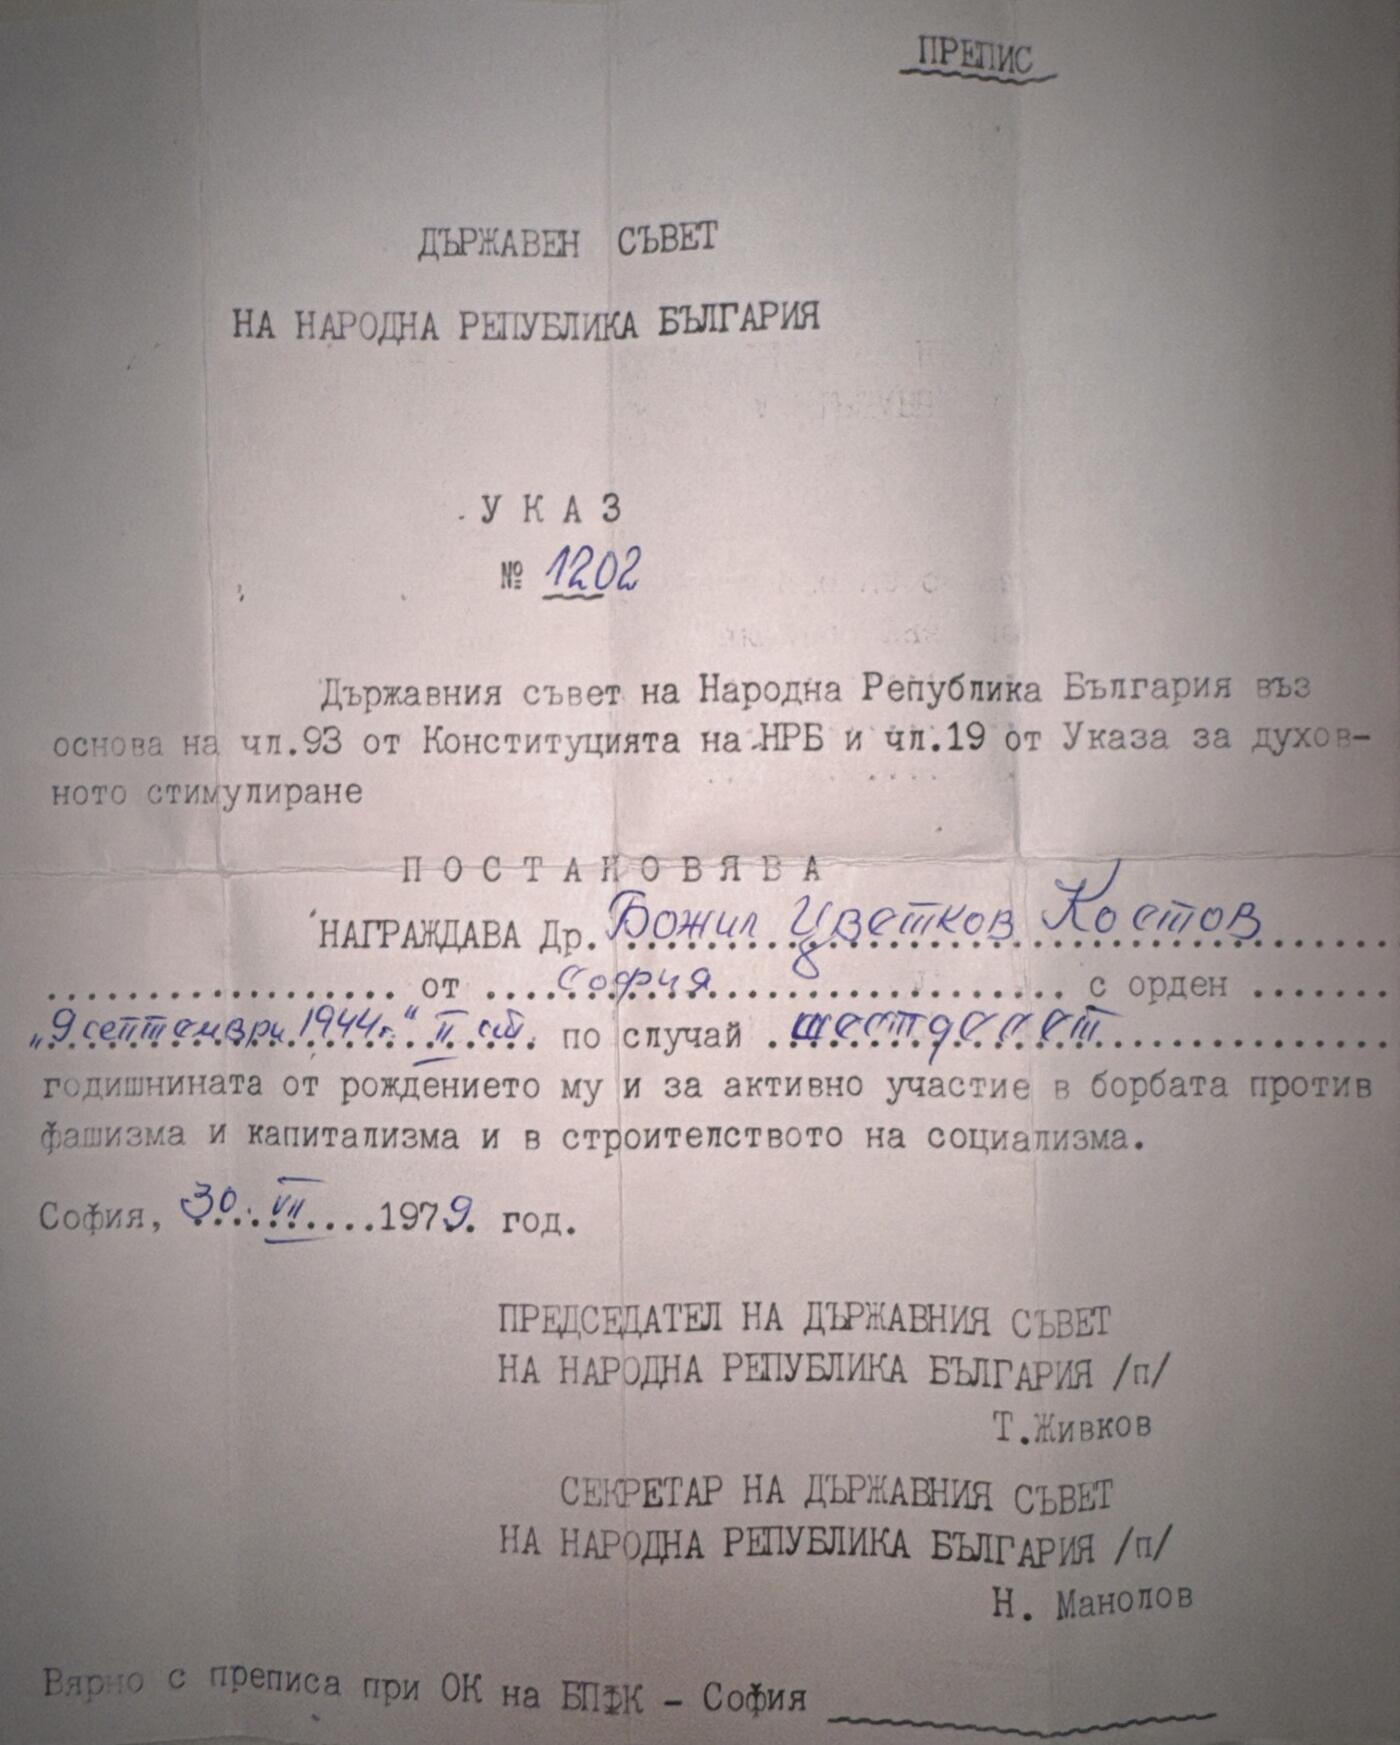 ПРЕПИС
ДЪРЖАВЕН СЪВЕТ
НА НАРОДНА РЕПУБЛИКА БЪЛГАРИЯ
У К А З
№ 1202
Държавния съвет на Народна Република България въз
основа на чл.93 от Конституцията на НРБ и чл.19 от Указа за духов-
ното стимулиране
П О С Т А Н О В Я В А
НАГРАЖДАВА Др. Божил Цветков Костов
от София с орден
„9 септември 1944 г.“ II ст. по случай шестдесет
годишнината от рождението му и за активно участие в борбата против
фашизма и капитализма и в строителството на социализма.
София, 30. VII 1979. год.
ПРЕДСЕДАТЕЛ НА ДЪРЖАВНИЯ СЪВЕТ
НА НАРОДНА РЕПУБЛИКА БЪЛГАРИЯ /п/
Т.Живков
СЕКРЕТАР НА ДЪРЖАВНИЯ СЪВЕТ
НА НАРОДНА РЕПУБЛИКА БЪЛГАРИЯ /п/
Н. Манолов
Вярно с преписа при ОК на БПФК - София